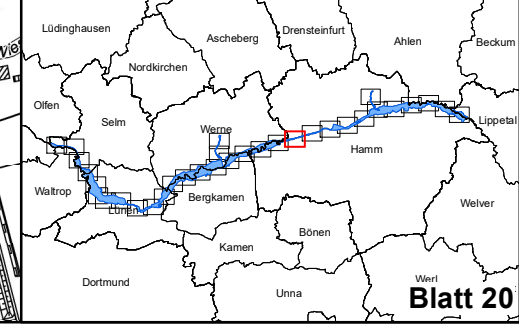 Lüdinghausen
Drensteinfurt
Ascheberg
Ahlen
Beckum
Nordkirchen
Olfen
Selm
Werne
Lippetal
Hamm
Waltrop
Bergkamen
Lünen
Welver
Bönen
Kamen
Dortmund
Unna
Werl
Blatt 20